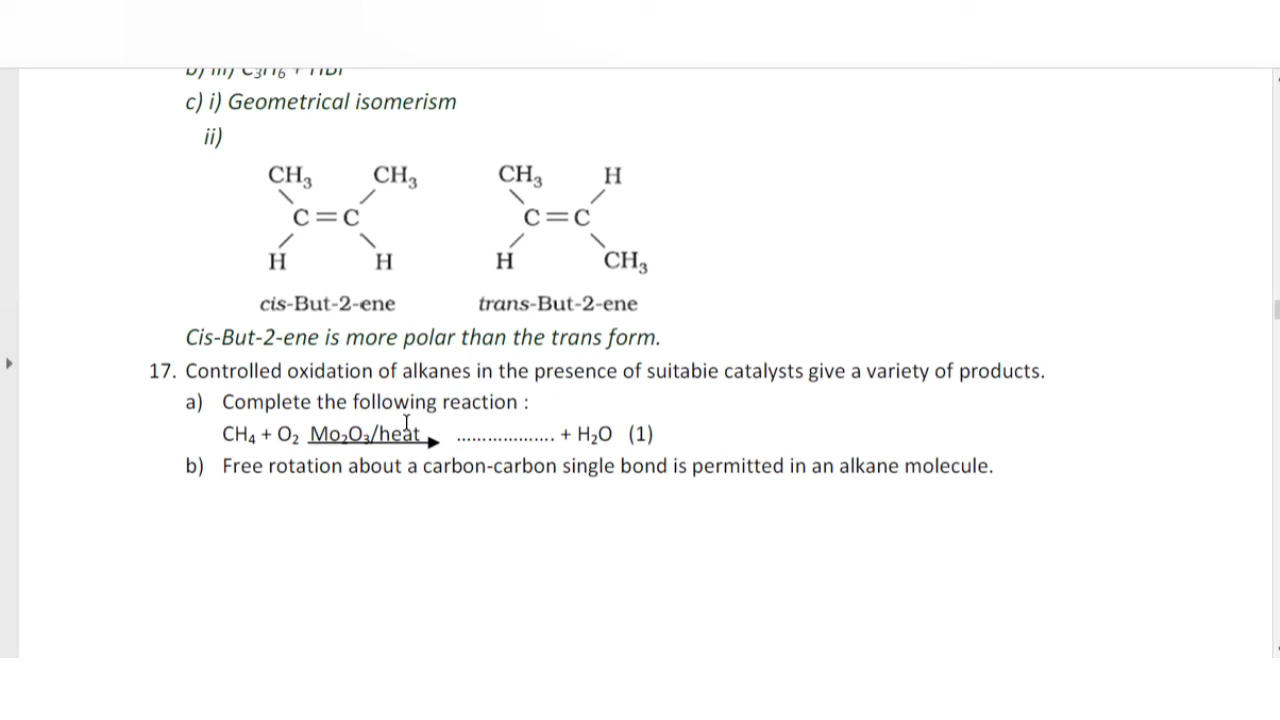 c) i) Geometrical isomerism
ii)
CH₃ CH₃ CH₃ H
C=C C=C
H H H CH₃
cis-But-2-ene trans-But-2-ene
Cis-But-2-ene is more polar than the trans form.
17. Controlled oxidation of alkanes in the presence of suitabie catalysts give a variety of products.
a) Complete the following reaction :
CH₄ + O₂ Mo₂O₃/heat ................... + H₂O (1)
b) Free rotation about a carbon-carbon single bond is permitted in an alkane molecule.